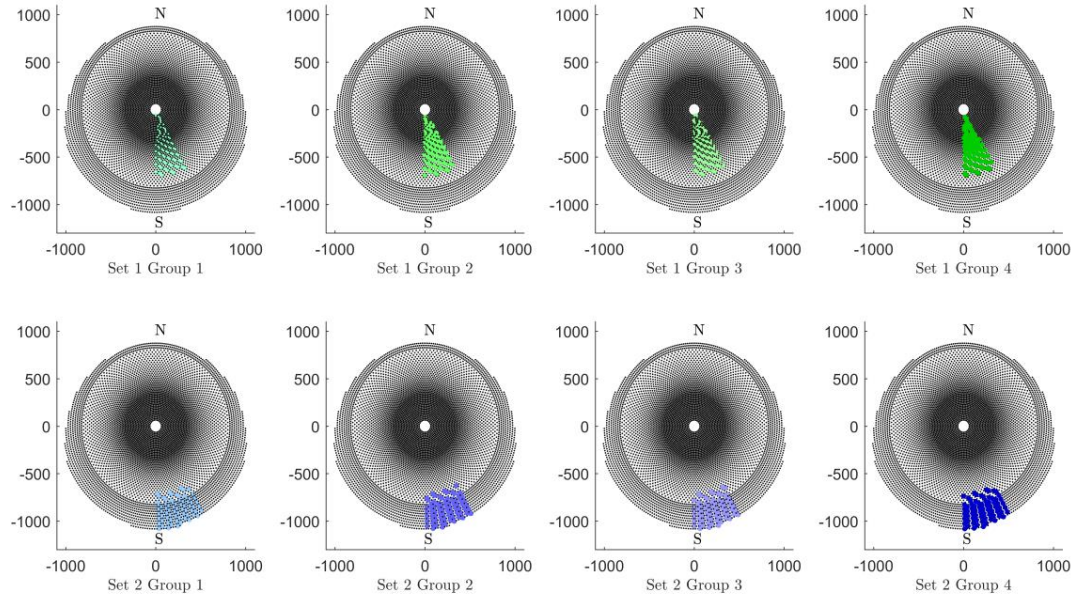 N N N N
1000 1000 1000 1000
500 500 500 500
0 0 0 0
-500 -500 -500 -500
-1000 -1000 -1000 -1000
S S S S
-1000 0 1000 -1000 0 1000 -1000 0 1000 -1000 0 1000
Set 1 Group 1 Set 1 Group 2 Set 1 Group 3 Set 1 Group 4
N N N N
1000 1000 1000 1000
500 500 500 500
0 0 0 0
-500 -500 -500 -500
-1000 -1000 -1000 -1000
S S S S
-1000 0 1000 -1000 0 1000 -1000 0 1000 -1000 0 1000
Set 2 Group 1 Set 2 Group 2 Set 2 Group 3 Set 2 Group 4